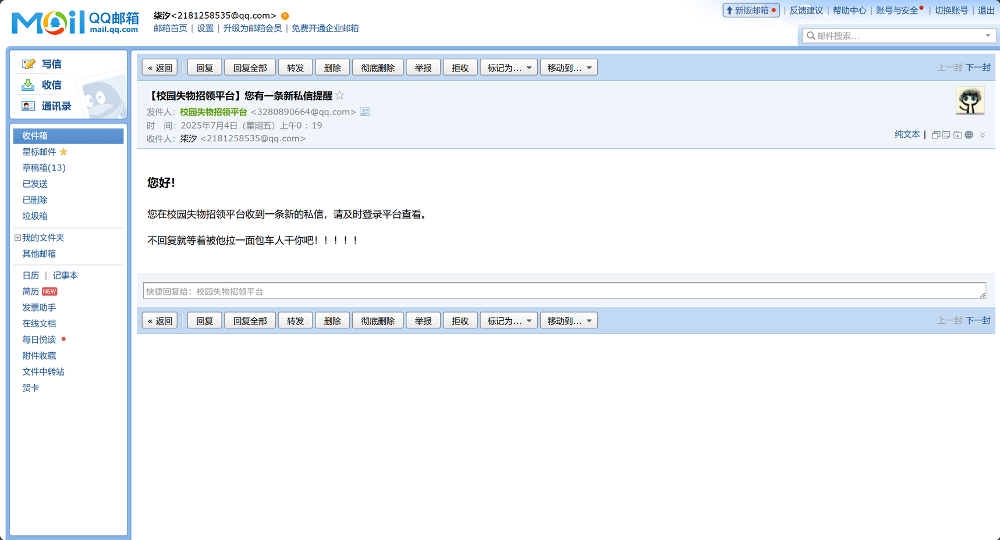 Mail QQ邮箱 mail.qq.com
柒汐<2181258535@qq.com> !
邮箱首页 | 设置 | 升级为邮箱会员 | 免费开通企业邮箱
新版邮箱 | 反馈建议 | 帮助中心 | 账号与安全 | 切换账号 | 退出
邮件搜索...
写信
收信
通讯录
收件箱
星标邮件
草稿箱(13)
已发送
已删除
垃圾箱
我的文件夹
其他邮箱
日历 | 记事本
简历 NEW
发票助手
在线文档
每日悦读
附件收藏
文件中转站
贺卡
« 返回 回复 回复全部 转发 删除 彻底删除 举报 拒收 标记为... 移动到... 上一封 下一封
【校园失物招领平台】您有一条新私信提醒☆
发件人：校园失物招领平台 <3280890664@qq.com>
时 间：2025年7月4日（星期五）上午0：19
收件人：柒汐 <2181258535@qq.com>
纯文本 |
您好！
您在校园失物招领平台收到一条新的私信，请及时登录平台查看。
不回复就等着被他拉一面包车人干你吧！！！！！
快捷回复给：校园失物招领平台
« 返回 回复 回复全部 转发 删除 彻底删除 举报 拒收 标记为... 移动到... 上一封 下一封